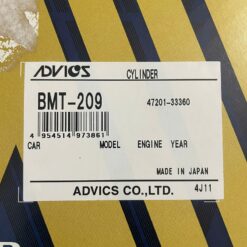 ADVICS CYLINDER
BMT-209 47201-33360
4 954514 973861
CAR MODEL ENGINE YEAR
MADE IN JAPAN
ADVICS CO.,LTD. 4J11